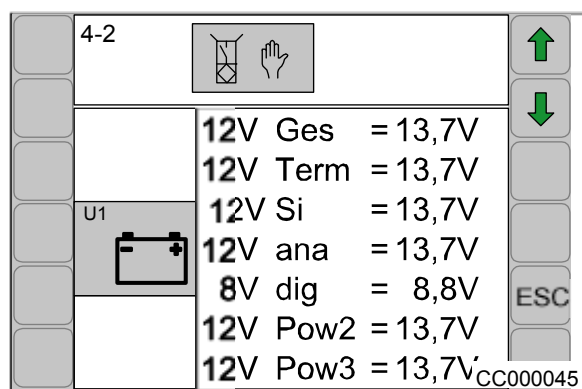 4-2
12V Ges = 13,7V
12V Term = 13,7V
12V Si = 13,7V
U1
12V ana = 13,7V
8V dig = 8,8V
ESC
12V Pow2 = 13,7V
12V Pow3 = 13,7V
CC000045